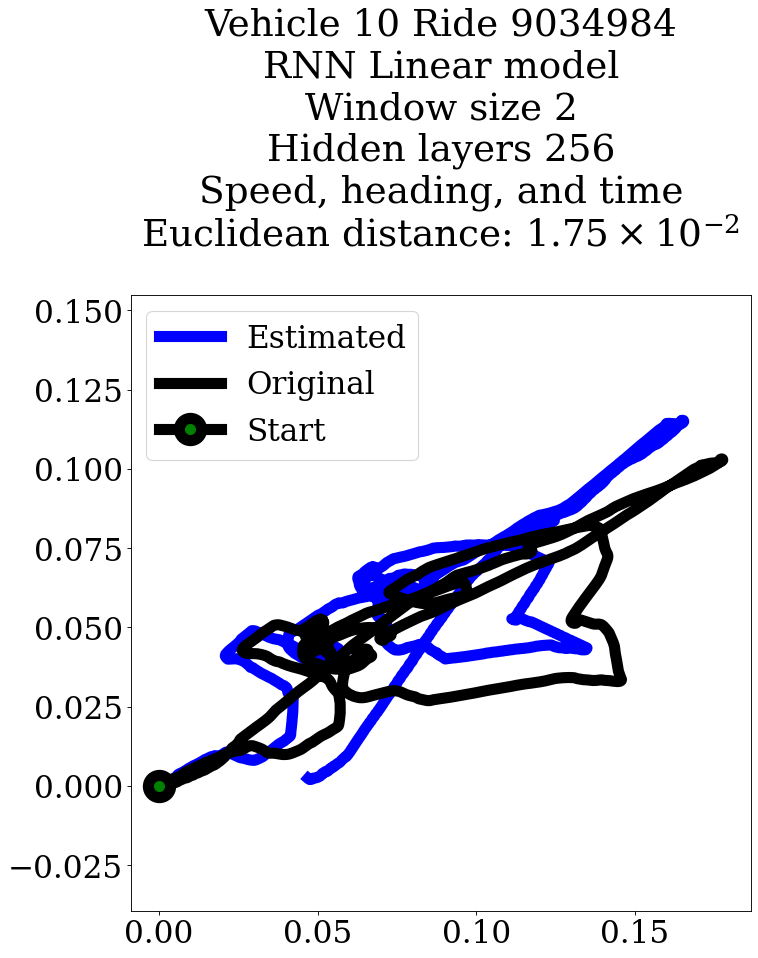 Vehicle 10 Ride 9034984
RNN Linear model
Window size 2
Hidden layers 256
Speed, heading, and time
Euclidean distance: 1.75 × 10⁻²
Estimated
Original
Start
0.150
0.125
0.100
0.075
0.050
0.025
0.000
−0.025
0.00 0.05 0.10 0.15